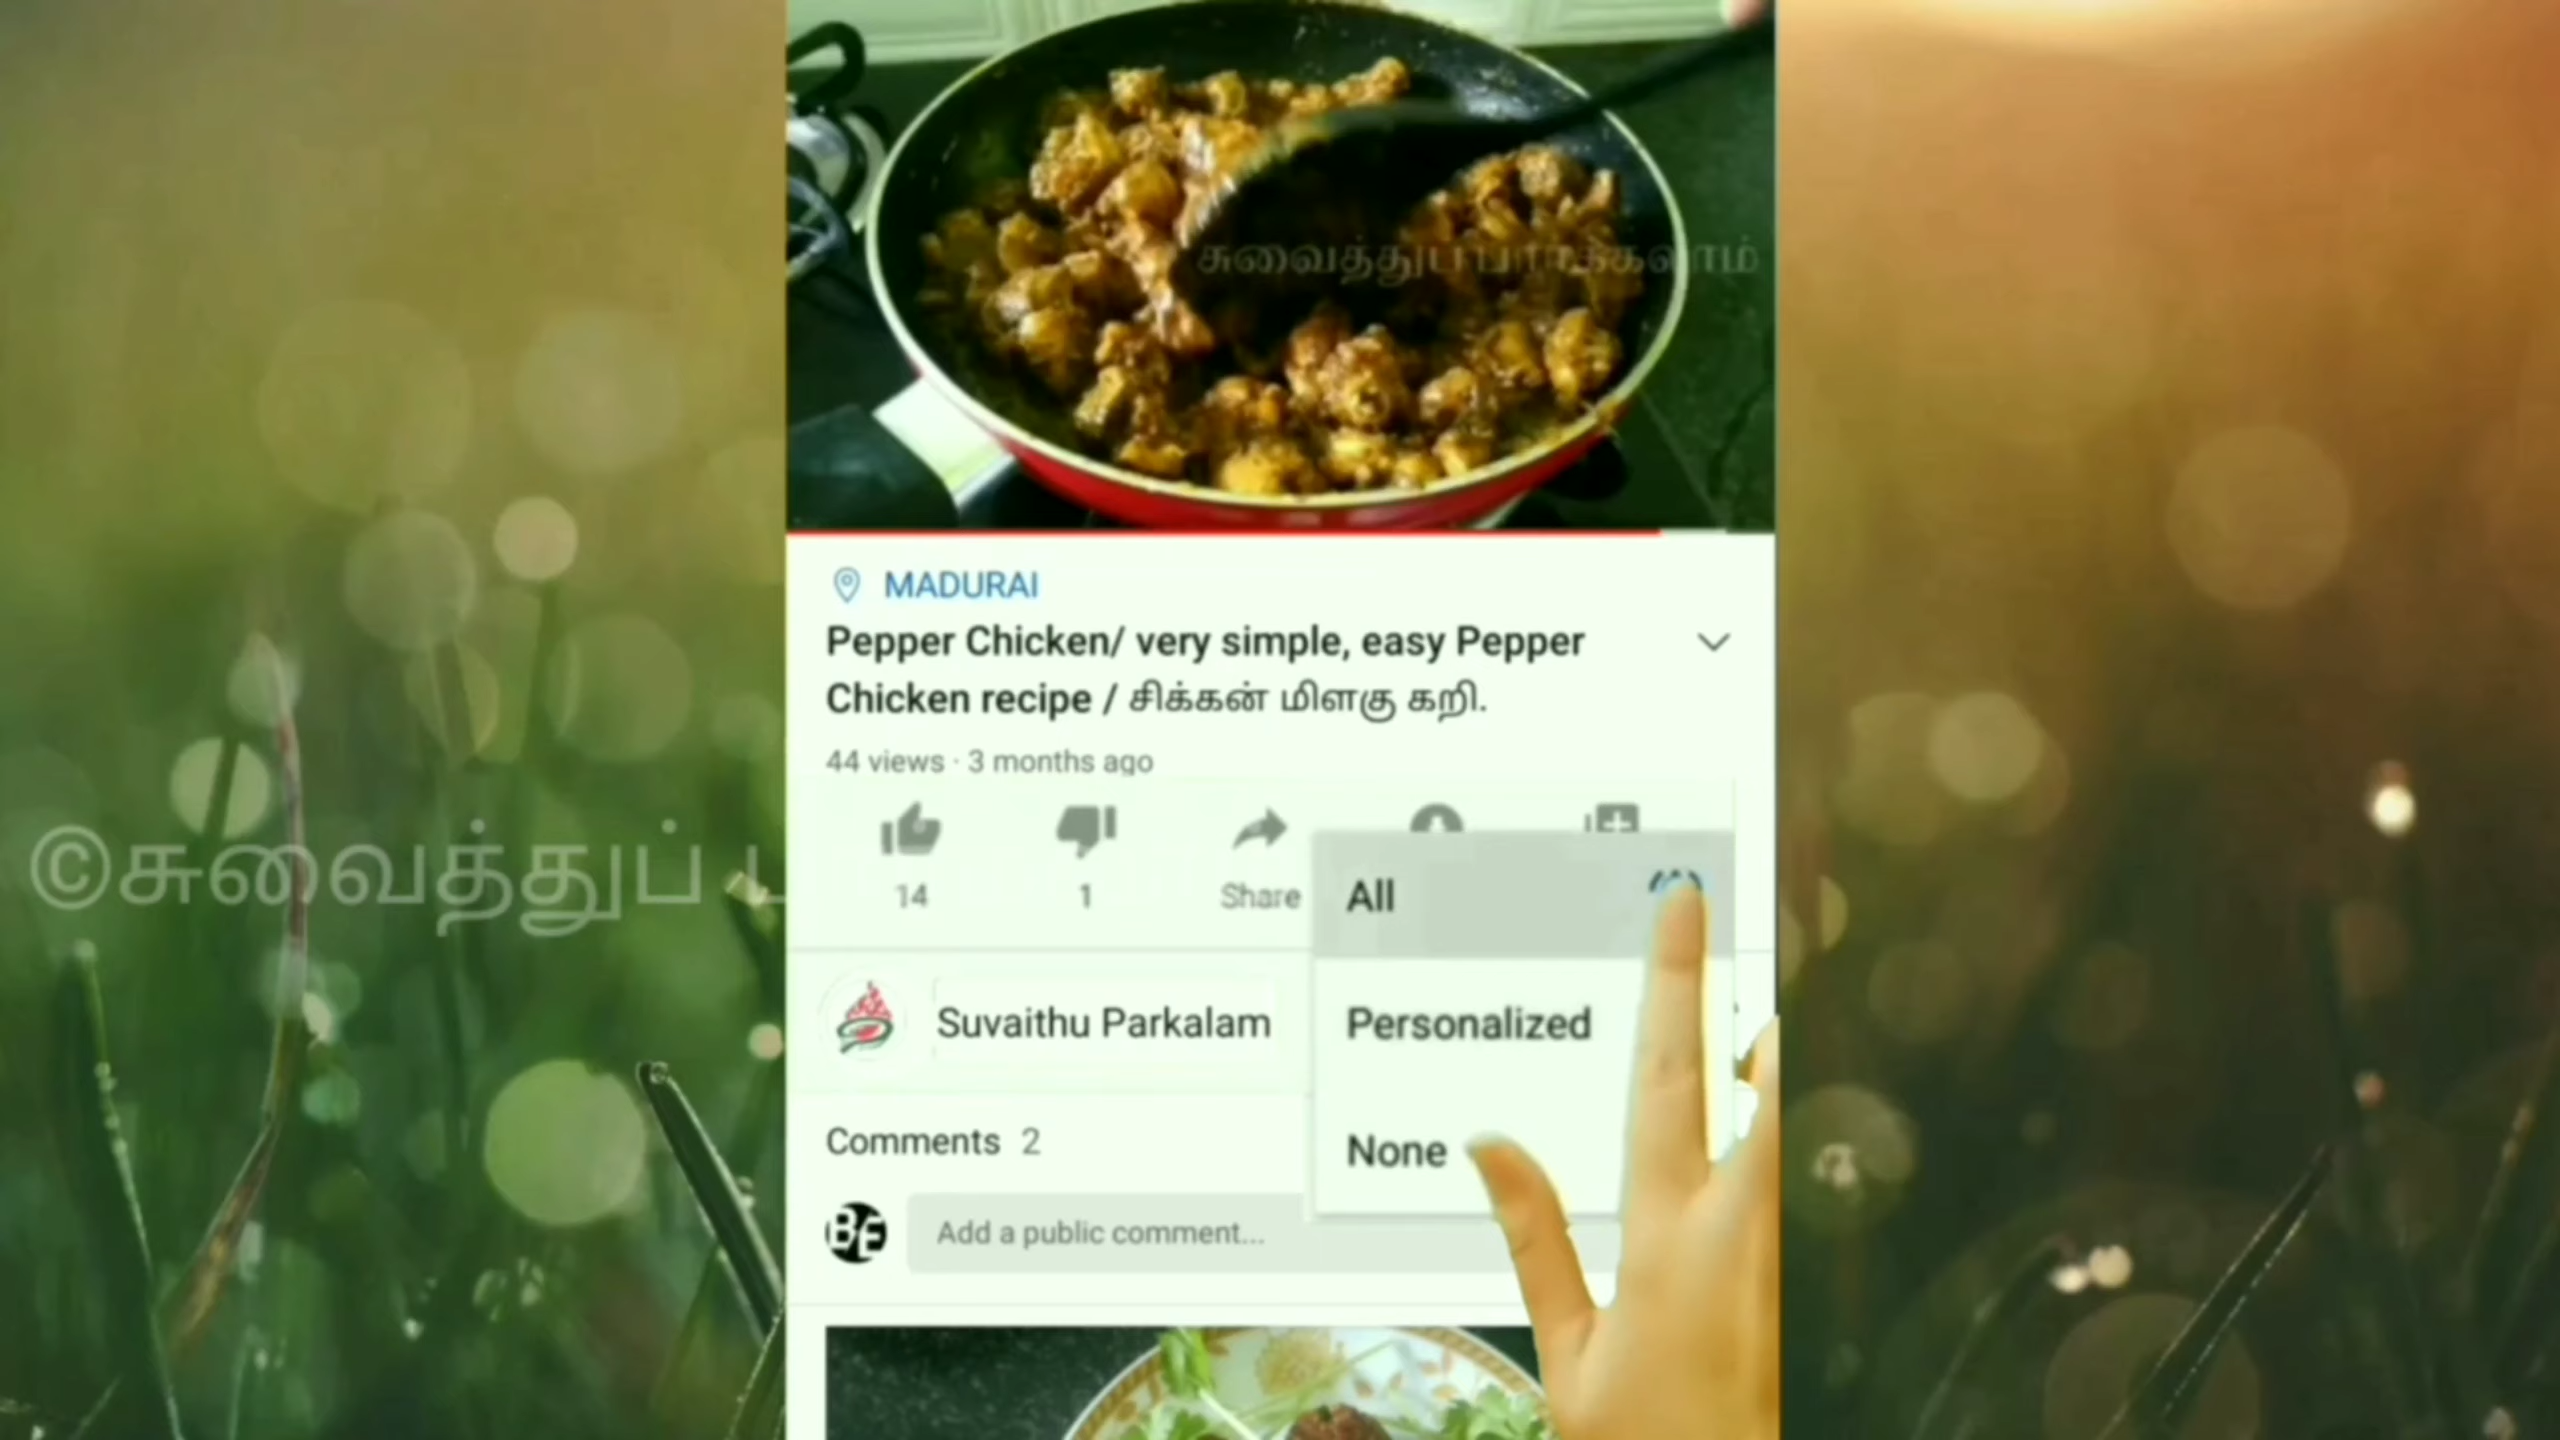 சுவைத்துப் பார்க்கலாம்
MADURAI
Pepper Chicken/ very simple, easy Pepper
Chicken recipe / சிக்கன் மிளகு கறி.
44 views · 3 months ago
14
1
Share
All
©சுவைத்துப்
Suvaithu Parkalam
Personalized
Comments 2
None
BE
Add a public comment...